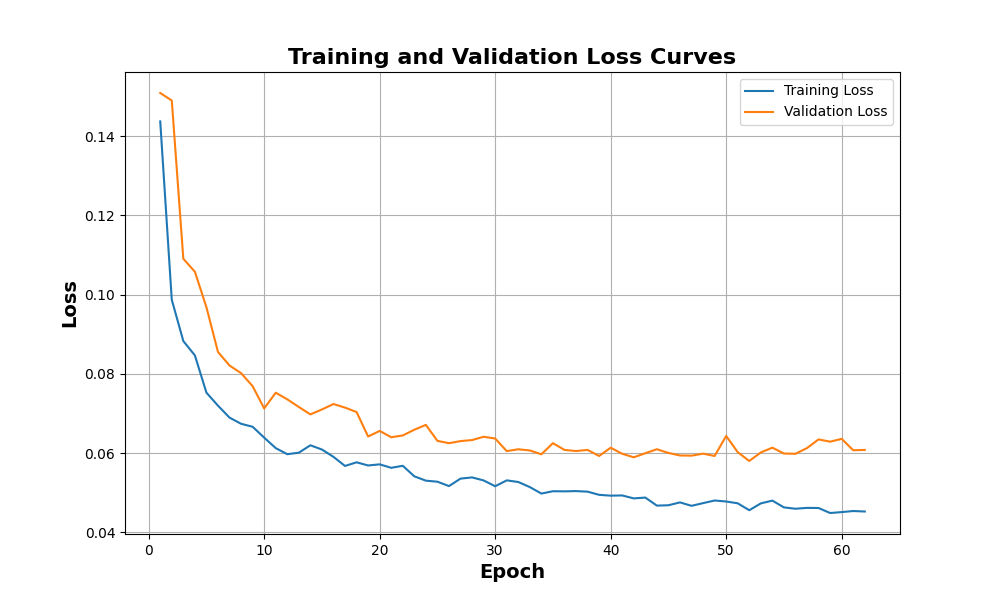 Training and Validation Loss Curves
Training Loss
Validation Loss
0.14
0.12
0.10
0.08
0.06
0.04
Loss
0 10 20 30 40 50 60
Epoch